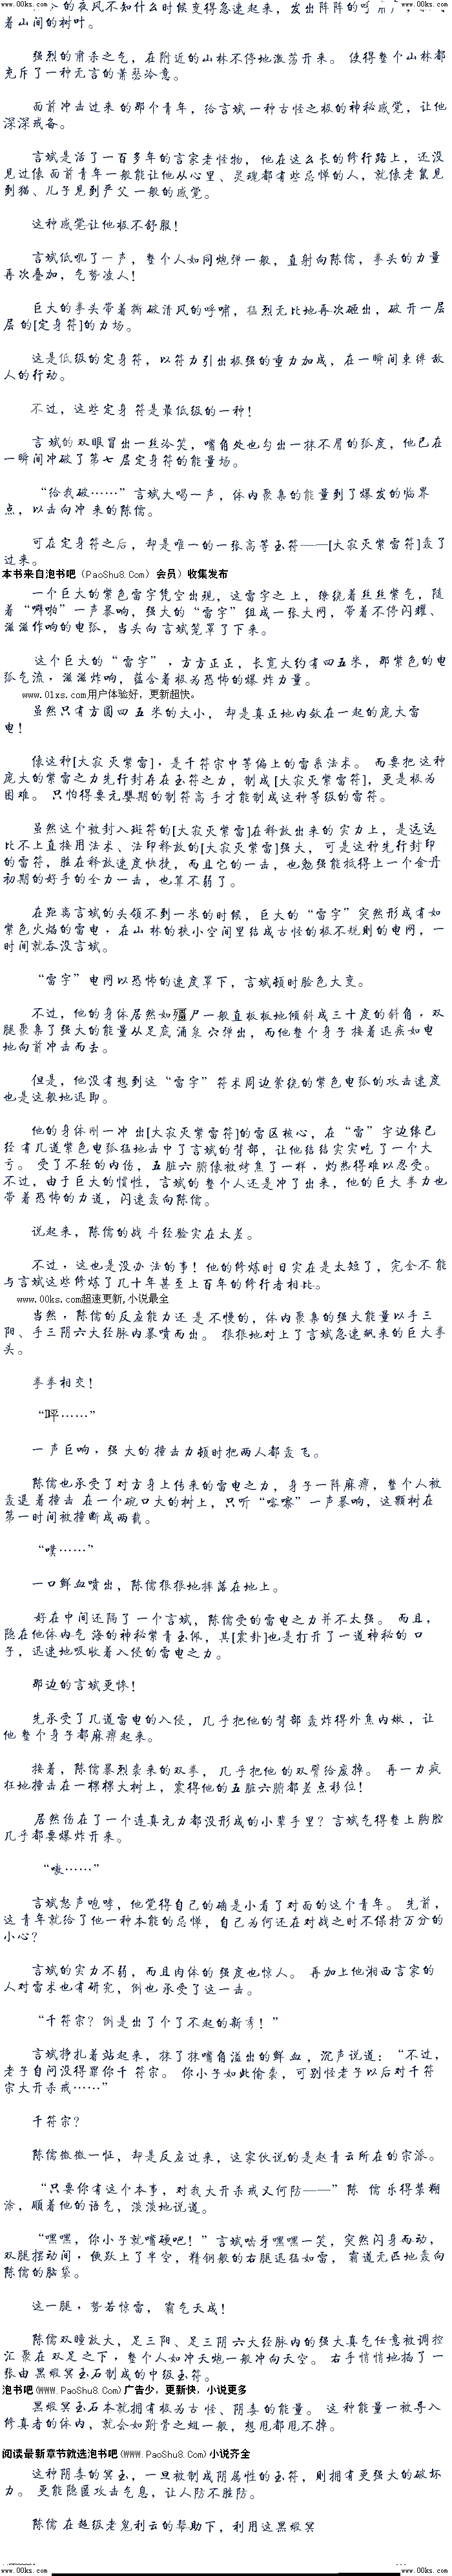 www.00ks.com www.00ks.com
的夜风不知什么时候变得急速起来，发出阵阵的
着山间的树叶。
强烈的肃杀之气，在附近的山林不停地激荡开来。 使得整个山林都
充斥了一种无言的萧瑟冷意。
面前冲击过来的那个青年，给言斌一种古怪之极的神秘感觉，让他
深深戒备。
言斌是活了一百多年的言家老怪物，他在这么长的修行路上，还没
见过像面前青年一般能让他从心里、灵魂都有些忌惮的人，就像老鼠见
到猫、儿子见到严父一般的感觉。
这种感觉让他极不舒服！
言斌低吼了一声，整个人如同炮弹一般，直射向陈儒，拳头的力量
再次叠加，气势凌人！
巨大的拳头带着撕破清风的呼啸，猛烈无比地再次砸出，破开一层
层的[定身符]的力场。
这是低级的定身符，以符力引出极强的重力加成，在一瞬间束缚敌
人的行动。
不过，这些定身符是最低级的一种！
言斌的双眼冒出一丝冷笑，嘴角处也勾出一抹不屑的弧度，他已在
一瞬间冲破了第七层定身符的能量场。
“给我破……”言斌大喝一声，体内聚集的能量到了爆发的临界
点，以击向冲来的陈儒。
可在定身符之后，却是唯一的一张高等玉符——[大寂灭紫雷符]轰了
过来。
本书来自泡书吧（PaoShu8.Com）会员）收集发布
一个巨大的紫色雷字凭空出现，这雷字之上，缭绕着丝丝紫气，随
着“噼啪”一声暴响，强大的“雷字”组成一张大网，带着不停闪耀、
滋滋作响的电弧，当头向言斌笼罩了下来。
这个巨大的“雷字”，方方正正，长宽大约有四五米，那紫色的电
弧气流，滋滋炸响，蕴含着极为恐怖的爆炸力量。
www.01xs.com用户体验好，更新超快。
虽然只有方圆四五米的大小，却是真正地内敛在一起的庞大雷
电！
像这种[大寂灭紫雷]，是千符宗中等偏上的雷系法术。 而要把这种
庞大的紫雷之力先行封存在玉符之力，制成[大寂灭紫雷符]，更是极为
困难。 只怕得要元婴期的制符高手才能制成这种等级的雷符。
虽然这个被封入斑符的[大寂灭紫雷]在释放出来的实力上，是远远
比不上直接用法术、法印释放的[大寂灭紫雷]强大，可是这种先行封印
的雷符，胜在释放速度快捷，而且它的一击，也勉强能抵得上一个金丹
初期的好手的全力一击，也算不弱了。
在距离言斌的头颅不到一米的时候，巨大的“雷字”突然形成有如
紫色火焰的雷电，在山林的狭小空间里结成古怪的极不规则的电网，一
时间就吞没言斌。
“雷字”电网以恐怖的速度罩下，言斌顿时脸色大变。
不过，他的身体居然如殭尸一般直板板地倾斜成三十度的斜角，双
腿聚集了强大的能量从足底涌泉穴弹出，而他整个身子接着迅疾如电
地向前冲击而去。
但是，他没有想到这“雷字”符术周边萦绕的紫色电弧的攻击速度
也是这般地迅即。
他的身体刚一冲出[大寂灭紫雷符]的雷区核心，在“雷”字边缘已
经有几道紫色电弧猛地击中了言斌的背部，让他结结实实吃了一个大
亏。 受了不轻的内伤，五脏六腑像被烤焦了一样，灼热得难以忍受。
不过，由于巨大的惯性，言斌的整个人还是冲了出来，他的巨大拳力也
带着恐怖的力道，闪速轰向陈儒。
说起来，陈儒的战斗经验实在太差。
不过，这也是没办法的事！他的修炼时日实在是太短了，完全不能
与言斌这些修炼了几十年甚至上百年的修行者相比。
www.00ks.com超速更新,小说最全
当然，陈儒的反应能力还是不慢的，体内聚集的强大能量以手三
阳、手三阴六大经脉内暴喷而出。 狠狠地对上了言斌急速飙来的巨大拳
头。
拳拳相交！
“呯……”
一声巨响，强大的撞击力顿时把两人都轰飞。
陈儒也承受了对方身上传来的雷电之力，身子一阵麻痹，整个人被
轰退着撞击在一个碗口大的树上，只听“喀嚓”一声暴响，这颗树在
第一时间被撞断成两截。
“噗……”
一口鲜血喷出，陈儒狠狠地摔落在地上。
好在中间还隔了一个言斌，陈儒受的雷电之力并不太强。 而且，
隐在他体内气海的神秘紫青玉佩，其[震卦]也是打开了一道神秘的口
子，迅速地吸收着入侵的雷电之力。
那边的言斌更惨！
先承受了几道雷电的入侵，几乎把他的背部轰炸得外焦内嫩，让
他整个身子都麻痹起来。
接着，陈儒暴烈袭来的双拳，几乎把他的双臂给废掉。 再一力疯
狂地撞击在一棵棵大树上，震得他的五脏六腑都差点移位！
居然伤在了一个连真元力都没形成的小辈手里？言斌气得整上胸腔
几乎都要爆炸开来。
“嗷……”
言斌怒声咆哮，他觉得自己的确是小看了对面的这个青年。 先前，
这青年就给了他一种本能的忌惮，自己为何还在对战之时不保持万分的
小心？
言斌的实力不弱，而且肉体的强度也惊人。 再加上他湘西言家的
人对雷术也有研究，倒也承受了这一击。
“千符宗？倒是出了个了不起的新秀！”
言斌挣扎着站起来，抹了抹嘴角溢出的鲜血，沉声说道：“不过，
老子自问没得罪你千符宗。 你小子如此偷袭，可别怪老子以后对千符
宗大开杀戒……”
千符宗？
陈儒微微一怔，却是反应过来，这家伙说的是赵青云所在的宗派。
“只要你有这个本事，对我大开杀戒又何妨——”陈儒乐得装糊
涂，顺着他的语气，淡淡地说道。
“嘿嘿，你小子就嘴硬吧！”言斌啮牙嘿嘿一笑，突然闪身而动，
双腿摆动间，便跃上了半空，精钢般的右腿迅猛如雷，霸道无匹地轰向
陈儒的脑袋。
这一腿，势若惊雷，霸气天成！
陈儒双瞳放大，足三阳、足三阴六大经脉内的强大真气任意被调控
汇聚在双足之下，整个人如冲天炮一般冲向天空。 右手悄悄地扬了一
张由黑煅冥玉石制成的中级玉符。
泡书吧(WWW.PaoShu8.Com)广告少，更新快，小说更多
黑煅冥玉石本就拥有极为古怪、阴毒的能量。 这种能量一被导入
修真者的体内，就会如跗骨之蛆一般，想甩都甩不掉。
阅读最新章节就选泡书吧(WWW.PaoShu8.Com)小说齐全
这种阴毒的冥玉，一旦被制成阴属性的玉符，则拥有更强大的破坏
力。 更能隐匿攻击气息，让人防不胜防。
陈儒在超级老鬼利云的帮助下，利用这黑煅冥
www.00ks.com www.00ks.com